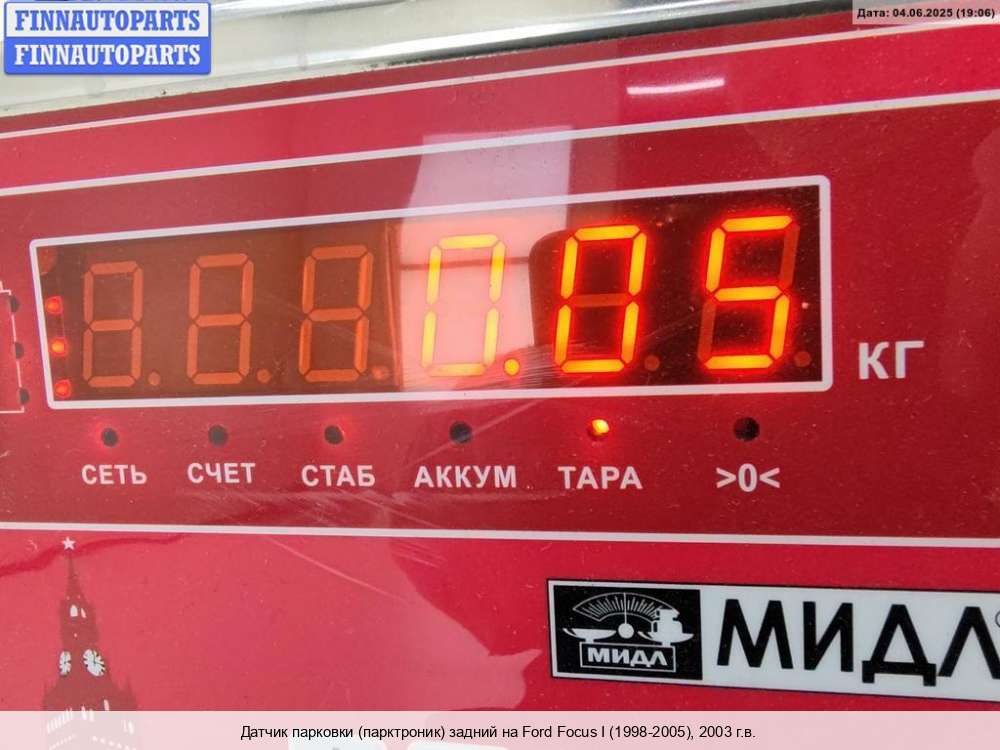 FINNAUTOPARTS
FINNAUTOPARTS
Дата: 04.06.2025 (19:06)
0.05
КГ
СЕТЬ СЧЕТ СТАБ АККУМ ТАРА >0<
МИДЛ МИДЛ
Датчик парковки (парктроник) задний на Ford Focus I (1998-2005), 2003 г.в.